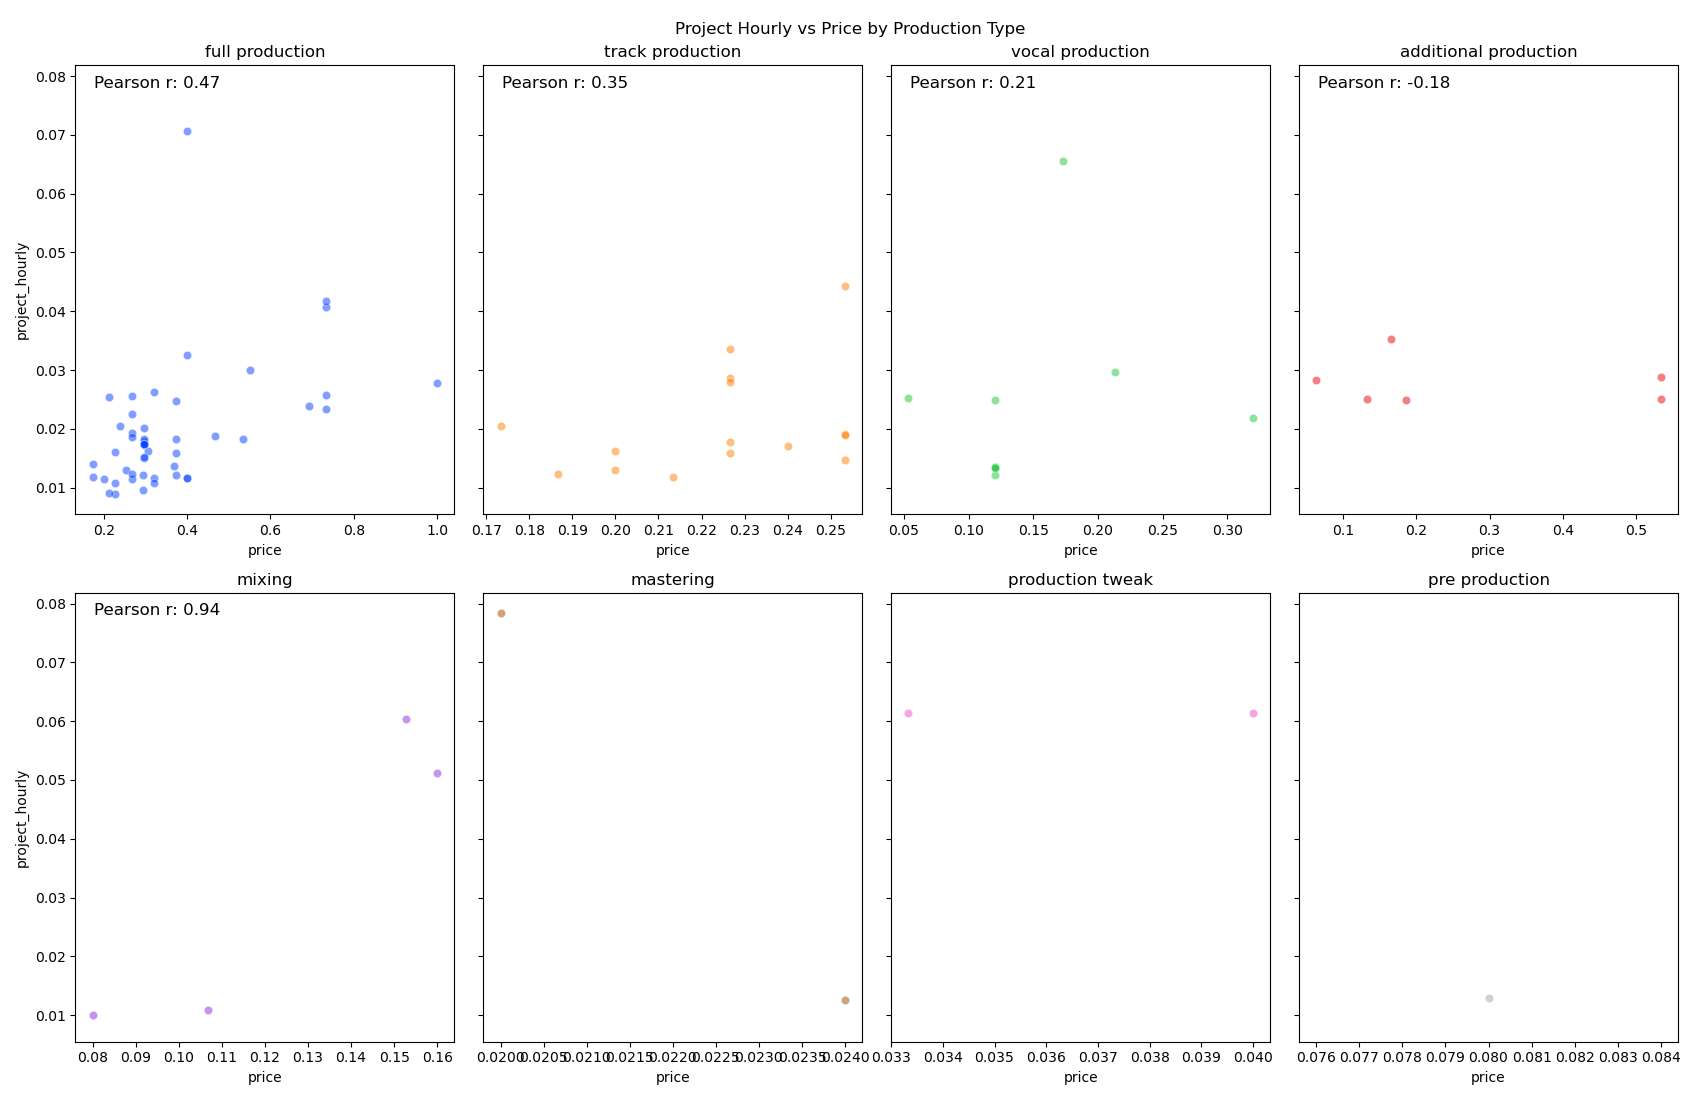 Project Hourly vs Price by Production Type
full production
track production
vocal production
additional production
Pearson r: 0.47
Pearson r: 0.35
Pearson r: 0.21
Pearson r: -0.18
project_hourly
0.08
0.07
0.06
0.05
0.04
0.03
0.02
0.01
0.2 0.4 0.6 0.8 1.0
0.17 0.18 0.19 0.20 0.21 0.22 0.23 0.24 0.25
0.05 0.10 0.15 0.20 0.25 0.30
0.1 0.2 0.3 0.4 0.5
price
price
price
price
mixing
mastering
production tweak
pre production
Pearson r: 0.94
project_hourly
0.08
0.07
0.06
0.05
0.04
0.03
0.02
0.01
0.08 0.09 0.10 0.11 0.12 0.13 0.14 0.15 0.16
0.0200 0.0205 0.0210 0.0215 0.0220 0.0225 0.0230 0.0235 0.0240
0.033 0.034 0.035 0.036 0.037 0.038 0.039 0.040
0.076 0.077 0.078 0.079 0.080 0.081 0.082 0.083 0.084
price
price
price
price